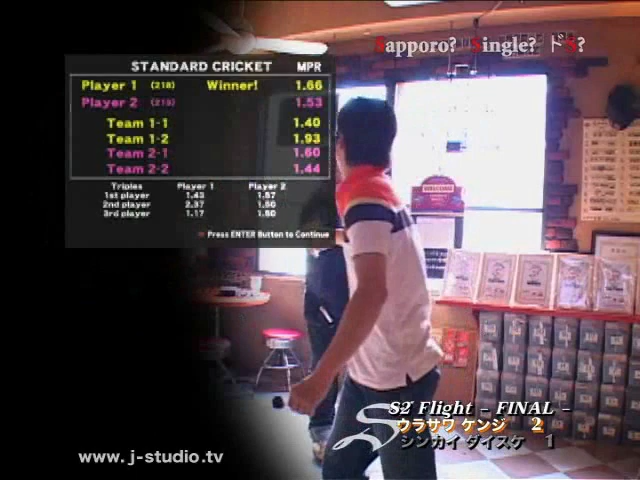 Sapporo? Single? ドS?
STANDARD CRICKET MPR
Player 1 (218) Winner! 1.66
Player 2 1.53
Team 1-1 1.40
Team 1-2 1.93
Team 2-1 1.60
Team 2-2 1.44
Triples Player 1 Player 2
1st player 1.43 1.57
2nd player 2.37 1.50
3rd player 1.17 1.80
Press ENTER Button to Continue
WELCOME
S2 Flight - FINAL -
ウラサワ ケンジ 2
シンカイ ダイスケ 1
www.j-studio.tv